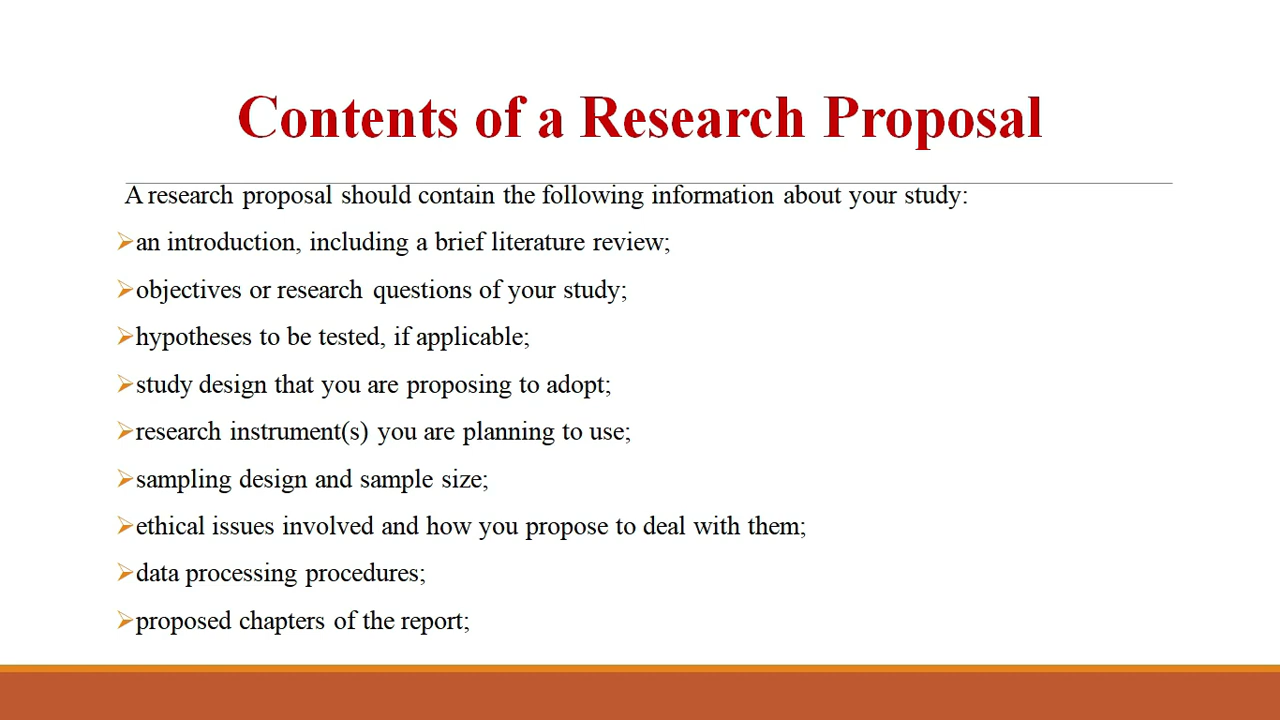 Contents of a Research Proposal
A research proposal should contain the following information about your study:
an introduction, including a brief literature review;
objectives or research questions of your study;
hypotheses to be tested, if applicable;
study design that you are proposing to adopt;
research instrument(s) you are planning to use;
sampling design and sample size;
ethical issues involved and how you propose to deal with them;
data processing procedures;
proposed chapters of the report;